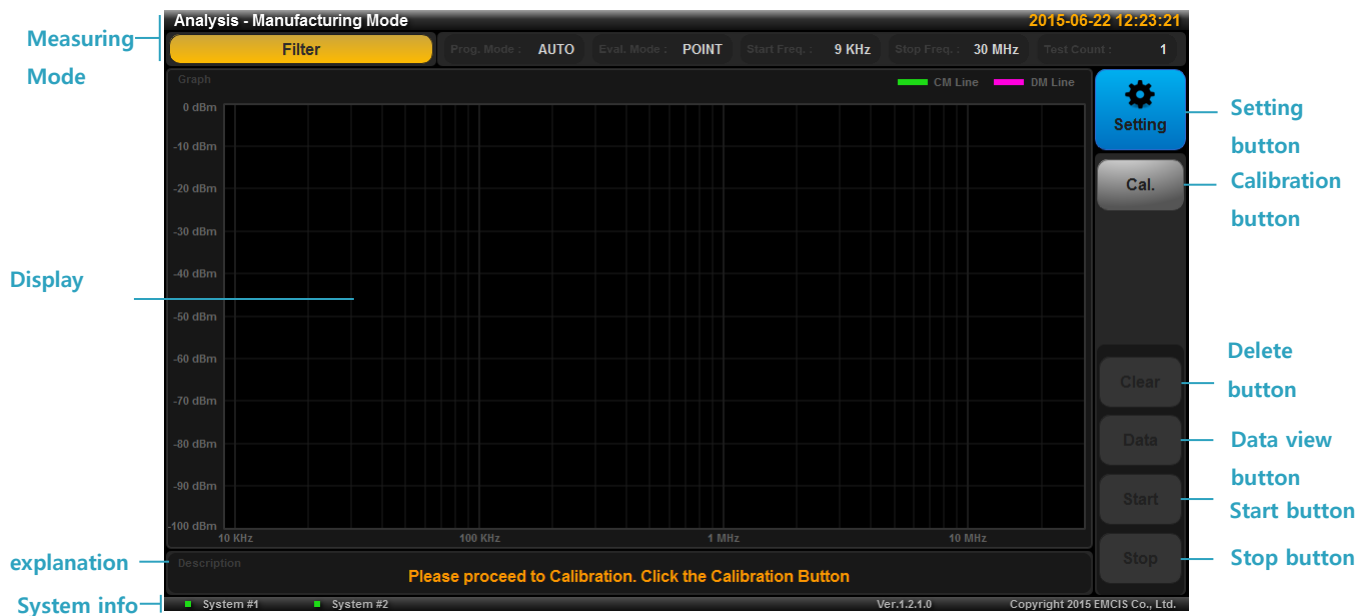 Analysis - Manufacturing Mode
2015-06-22 12:23:21
Measuring
Mode
Filter
Prog. Mode : AUTO
Eval. Mode : POINT
Start Freq. : 9 KHz
Stop Freq. : 30 MHz
Test Count : 1
Graph
CM Line
DM Line
0 dBm
-10 dBm
-20 dBm
-30 dBm
-40 dBm
-50 dBm
-60 dBm
-70 dBm
-80 dBm
-90 dBm
-100 dBm
10 KHz
100 KHz
1 MHz
10 MHz
Display
Setting
Setting
button
Cal.
Calibration
button
Clear
Delete
button
Data
Data view
button
Start
Start button
Stop
Stop button
explanation
Description
Please proceed to Calibration. Click the Calibration Button
System info
System #1
System #2
Ver.1.2.1.0
Copyright 2015 EMCIS Co., Ltd.